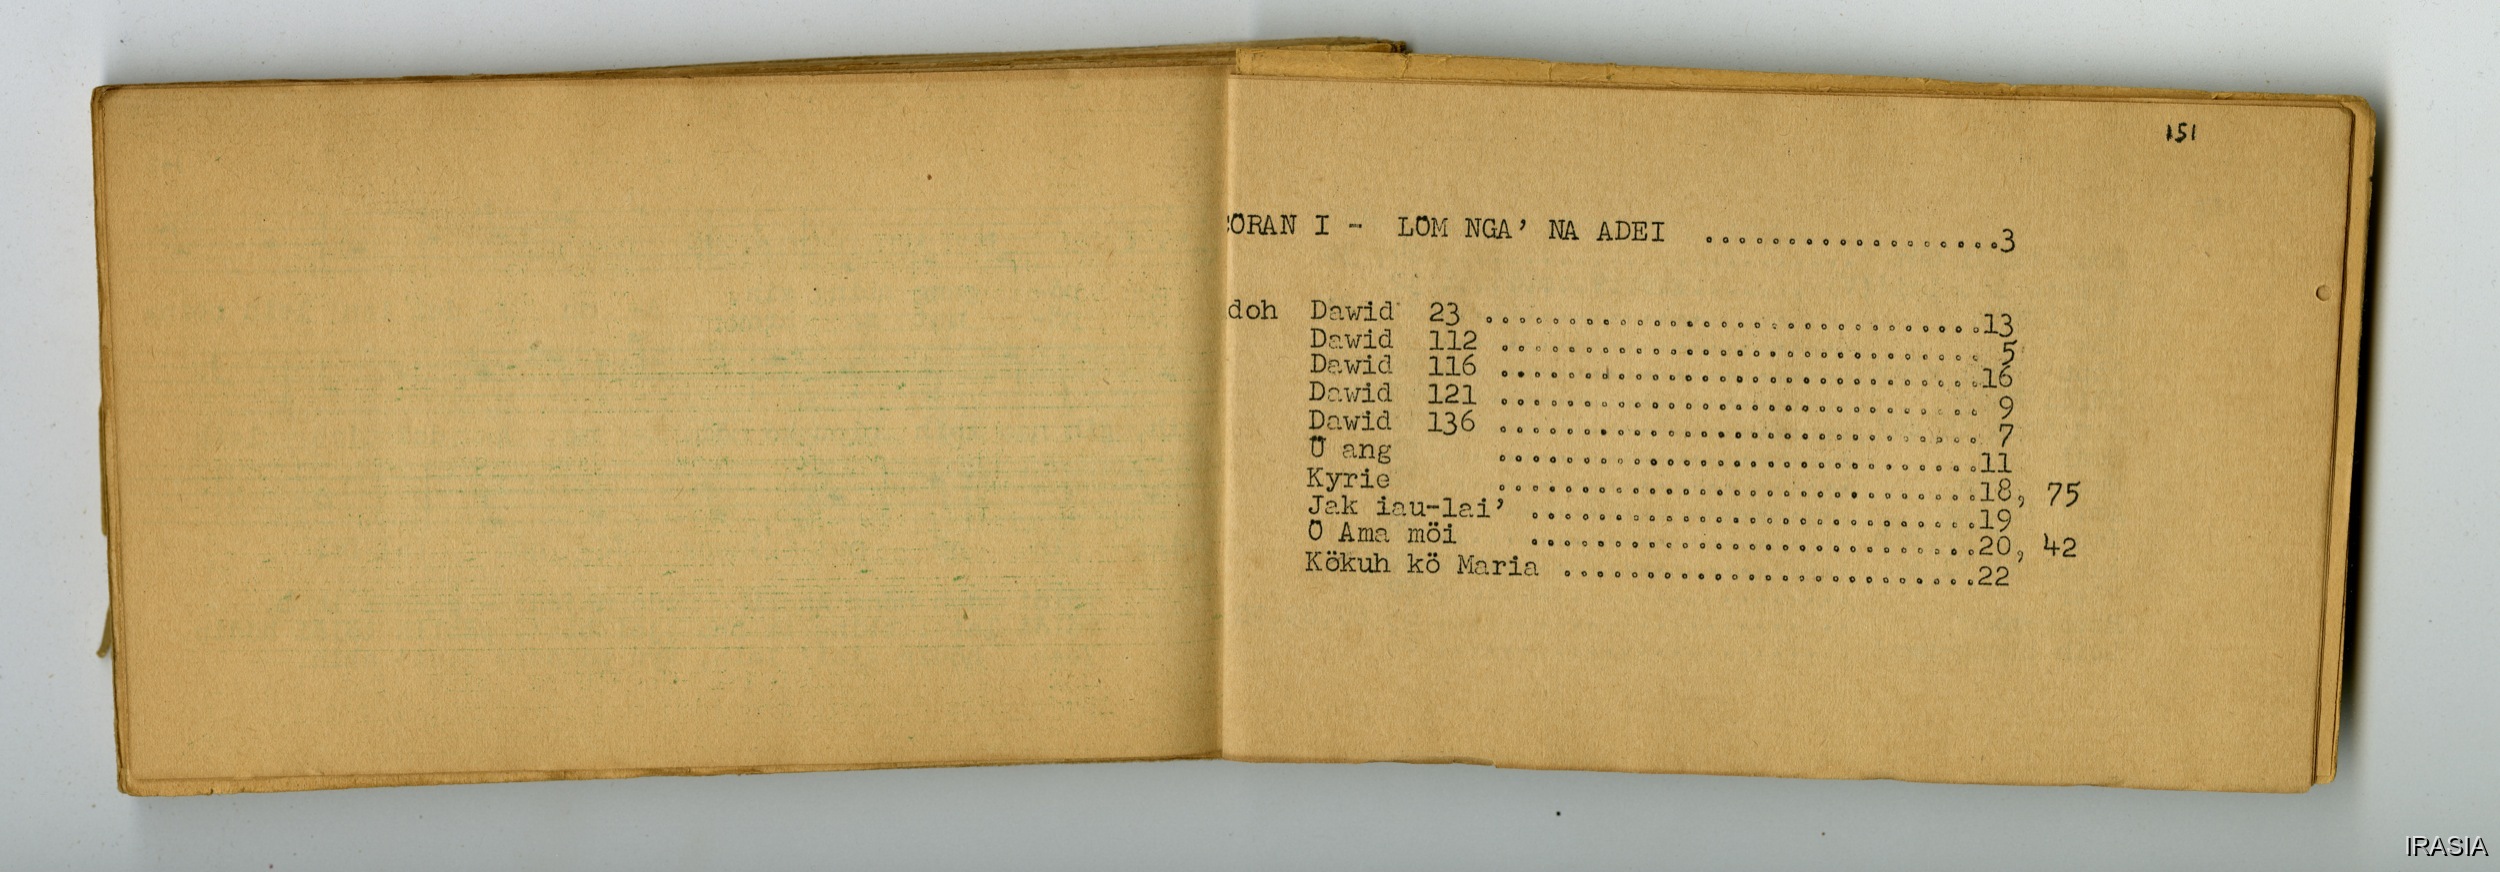 151
ÖRAN I - LÖM NGA' NA ADEI ..................3
doh Dawid 23 ..............................13
Dawid 112 ............................. 5
Dawid 116 .............................16
Dawid 121 ............................. 9
Dawid 136 ............................. 7
Ö ang .............................11
Kyrie .............................18, 75
Jak iau-lai' ...........................19
Ö Ama möi ...........................20, 42
Kökuh kö Maria .........................22
IRASIA